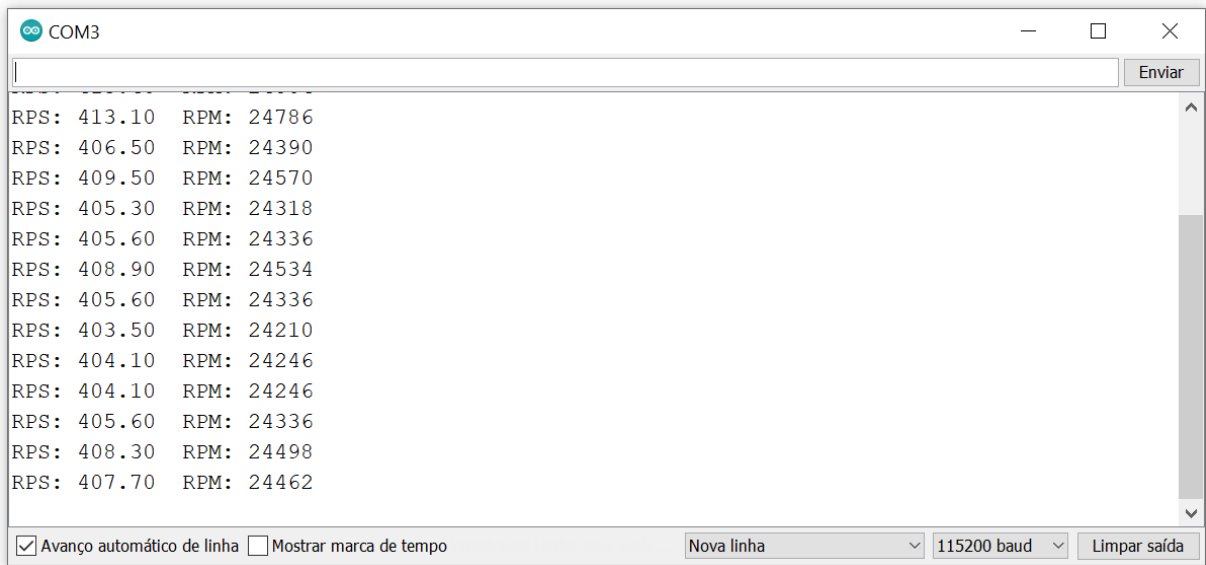 COM3
Enviar
RPS: 413.10  RPM: 24786
RPS: 406.50  RPM: 24390
RPS: 409.50  RPM: 24570
RPS: 405.30  RPM: 24318
RPS: 405.60  RPM: 24336
RPS: 408.90  RPM: 24534
RPS: 405.60  RPM: 24336
RPS: 403.50  RPM: 24210
RPS: 404.10  RPM: 24246
RPS: 404.10  RPM: 24246
RPS: 405.60  RPM: 24336
RPS: 408.30  RPM: 24498
RPS: 407.70  RPM: 24462
Avanço automático de linha Mostrar marca de tempo Nova linha 115200 baud Limpar saída